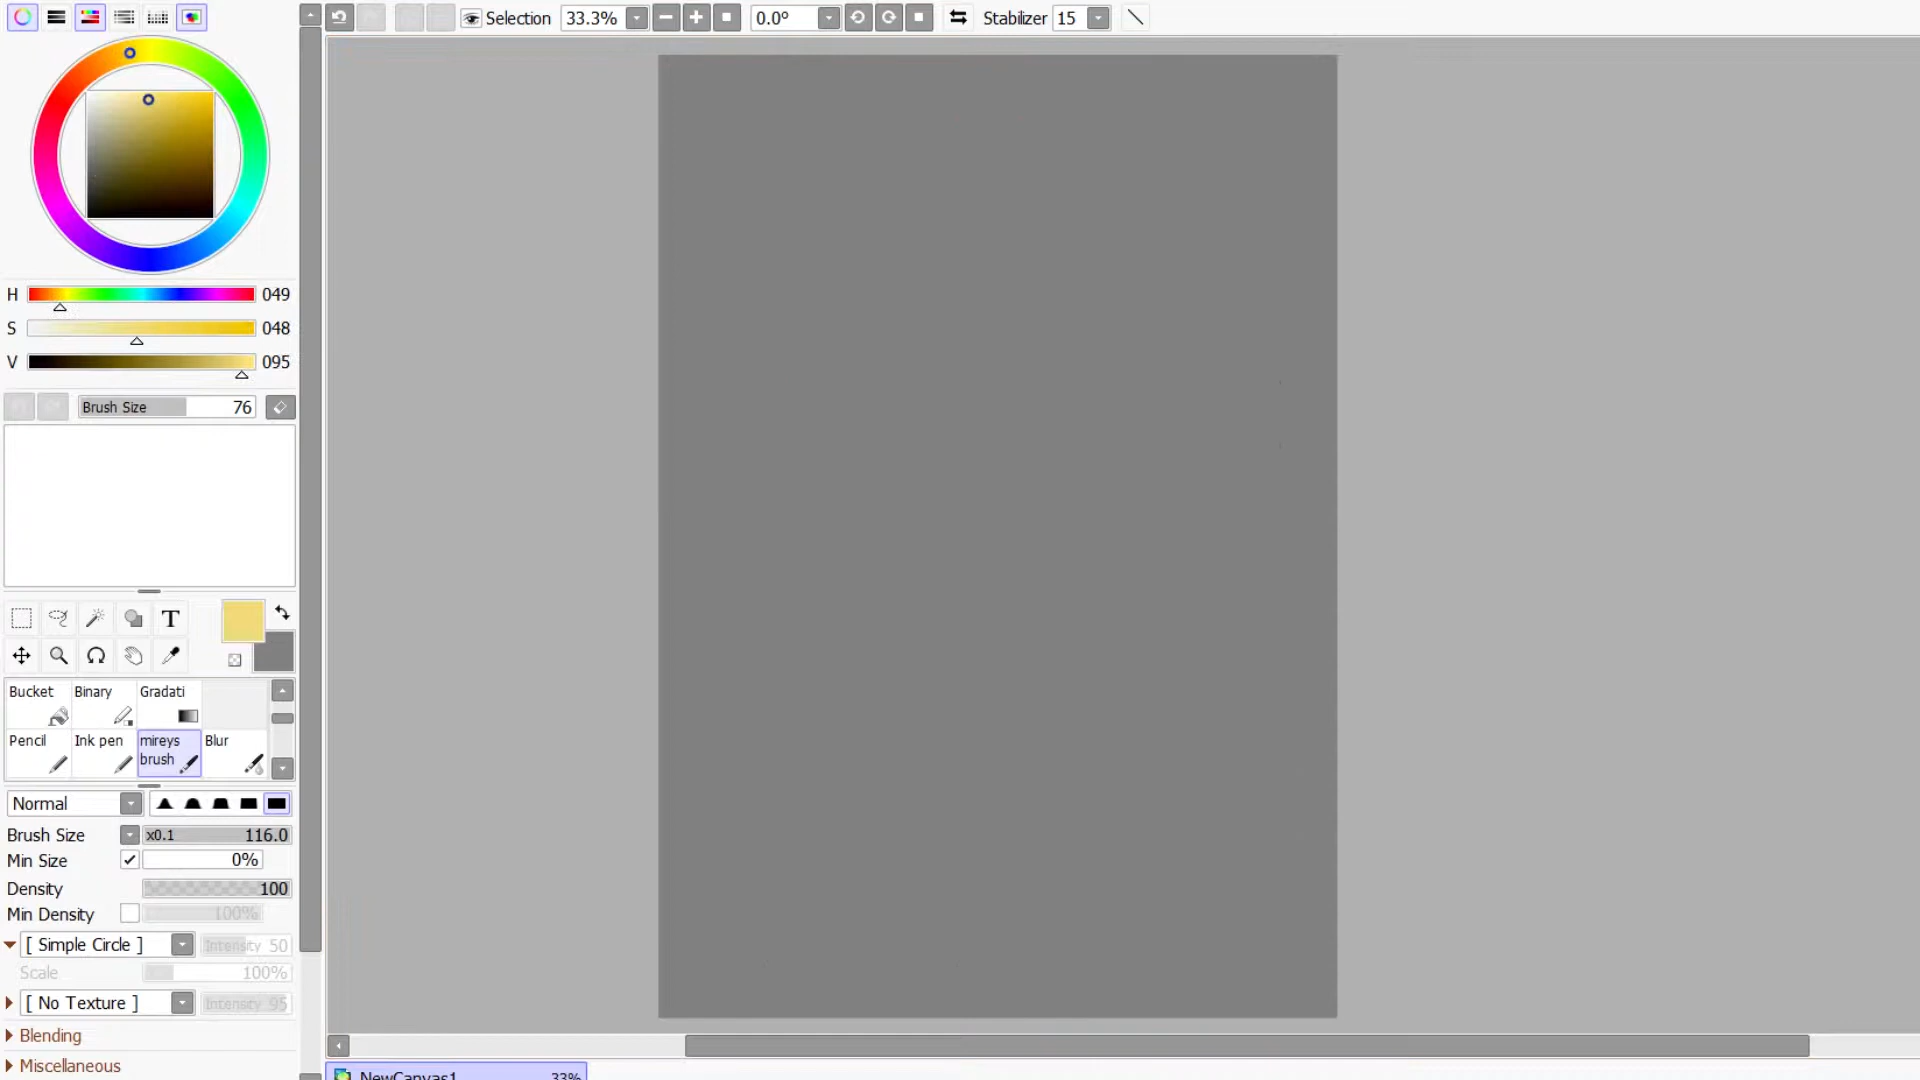 Selection 33.3% 0.0° Stabilizer 15
H 049
S 048
V 095
Brush Size 76
T
Bucket Binary Gradati
Pencil Ink pen mireys brush Blur
Normal
Brush Size x0.1 116.0
Min Size 0%
Density 100
Min Density 100%
[ Simple Circle ] Intensity 50
Scale 100%
[ No Texture ] Intensity 95
Blending
Miscellaneous
NewCanvas1 33%